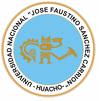 UNIVERSIDAD NACIONAL "JOSE FAUSTINO SANCHEZ CARRION"
-HUACHO-